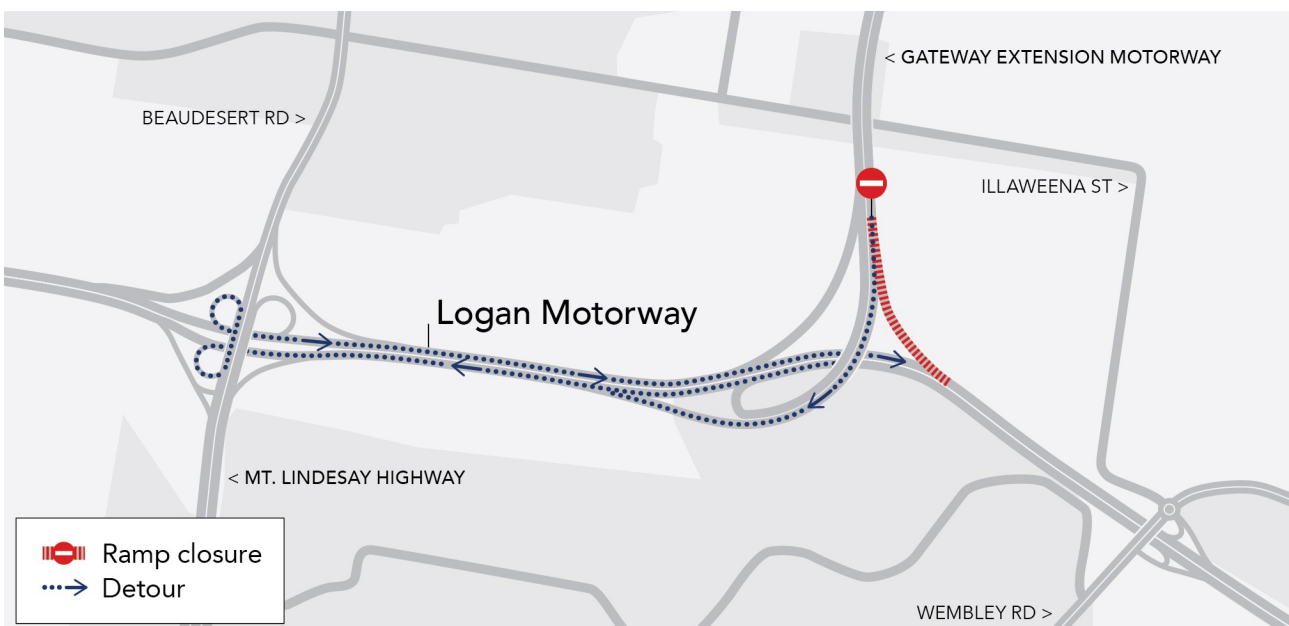 < GATEWAY EXTENSION MOTORWAY
BEAUDESERT RD >
ILLAWEENA ST >
Logan Motorway
< MT. LINDESAY HIGHWAY
Ramp closure
Detour
WEMBLEY RD >